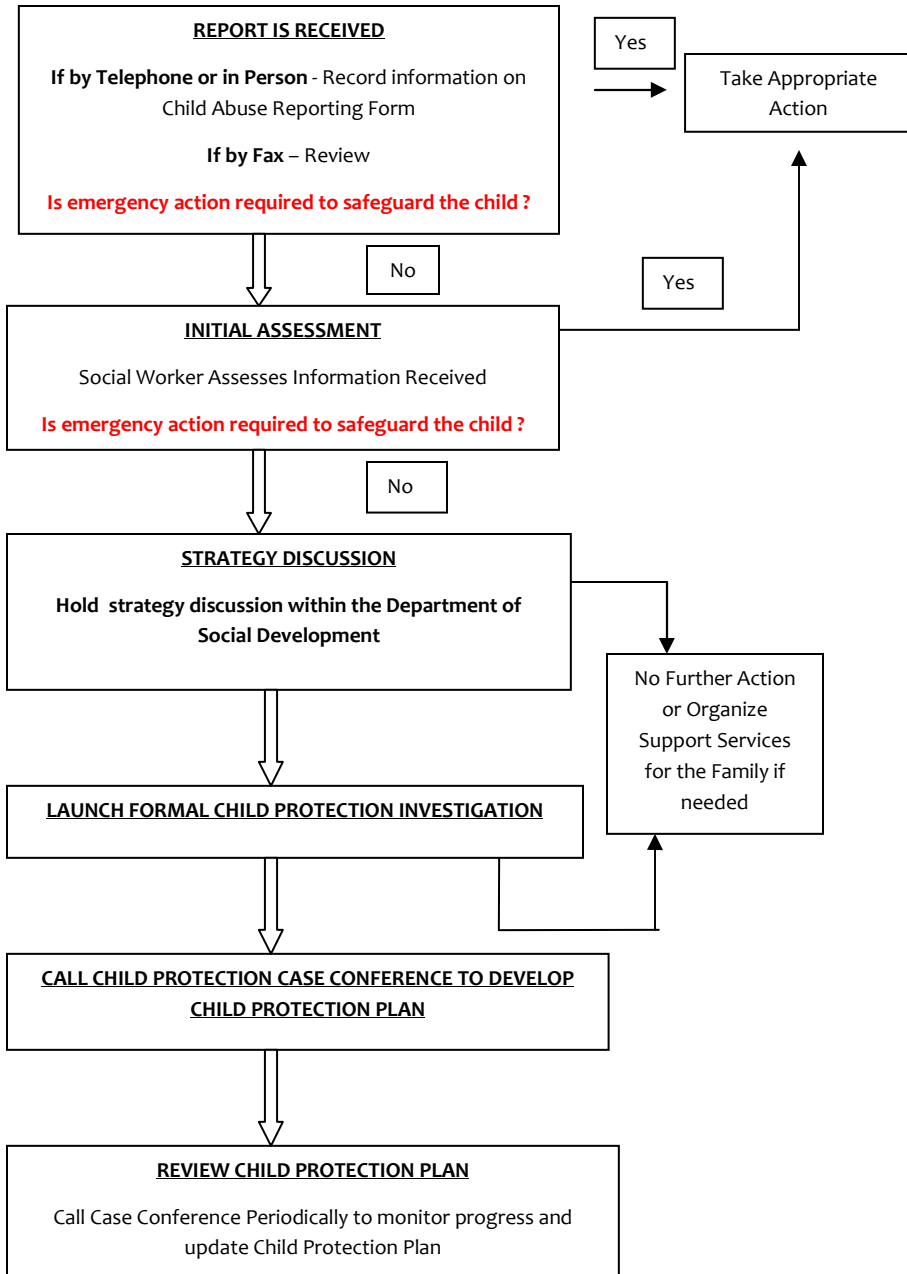 REPORT IS RECEIVED
If by Telephone or in Person - Record information on
Child Abuse Reporting Form
If by Fax – Review
Is emergency action required to safeguard the child ?
Yes
Take Appropriate
Action
No
Yes
INITIAL ASSESSMENT
Social Worker Assesses Information Received
Is emergency action required to safeguard the child ?
No
STRATEGY DISCUSSION
Hold strategy discussion within the Department of
Social Development
No Further Action
or Organize
Support Services
for the Family if
needed
LAUNCH FORMAL CHILD PROTECTION INVESTIGATION
CALL CHILD PROTECTION CASE CONFERENCE TO DEVELOP
CHILD PROTECTION PLAN
REVIEW CHILD PROTECTION PLAN
Call Case Conference Periodically to monitor progress and
update Child Protection Plan